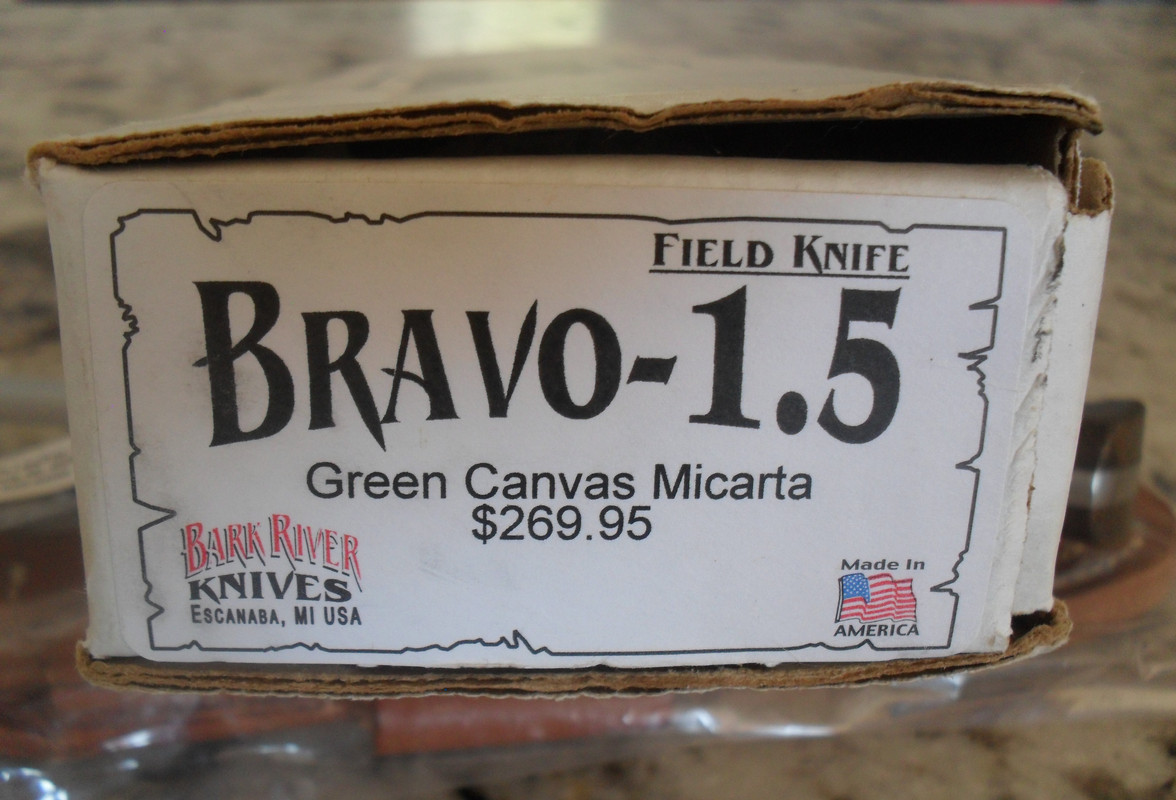 FIELD KNIFE
BRAVO-1.5
Green Canvas Micarta
$269.95
BARK RIVER
KNIVES
ESCANABA, MI USA
Made In
AMERICA